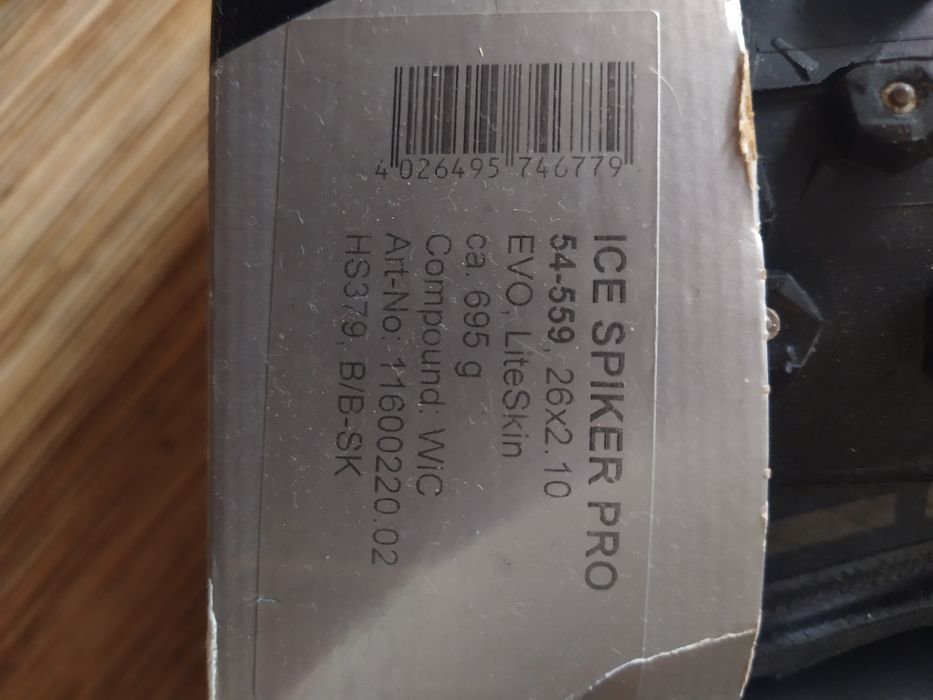 4 026495 746779
ICE SPIKER PRO
54-559, 26x2.10
EVO, LiteSkin
ca. 695 g
Compound: WiC
Art-No: 11600220.02
HS379, B/B-SK